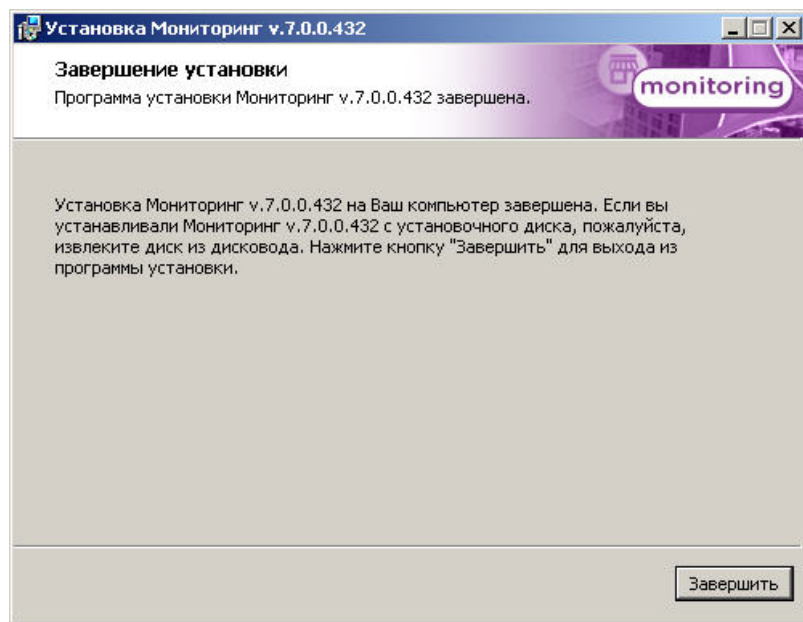 Установка Мониторинг v.7.0.0.432
Завершение установки
Программа установки Мониторинг v.7.0.0.432 завершена.
monitoring
Установка Мониторинг v.7.0.0.432 на Ваш компьютер завершена. Если вы
устанавливали Мониторинг v.7.0.0.432 с установочного диска, пожалуйста,
извлеките диск из дисковода. Нажмите кнопку "Завершить" для выхода из
программы установки.
Завершить